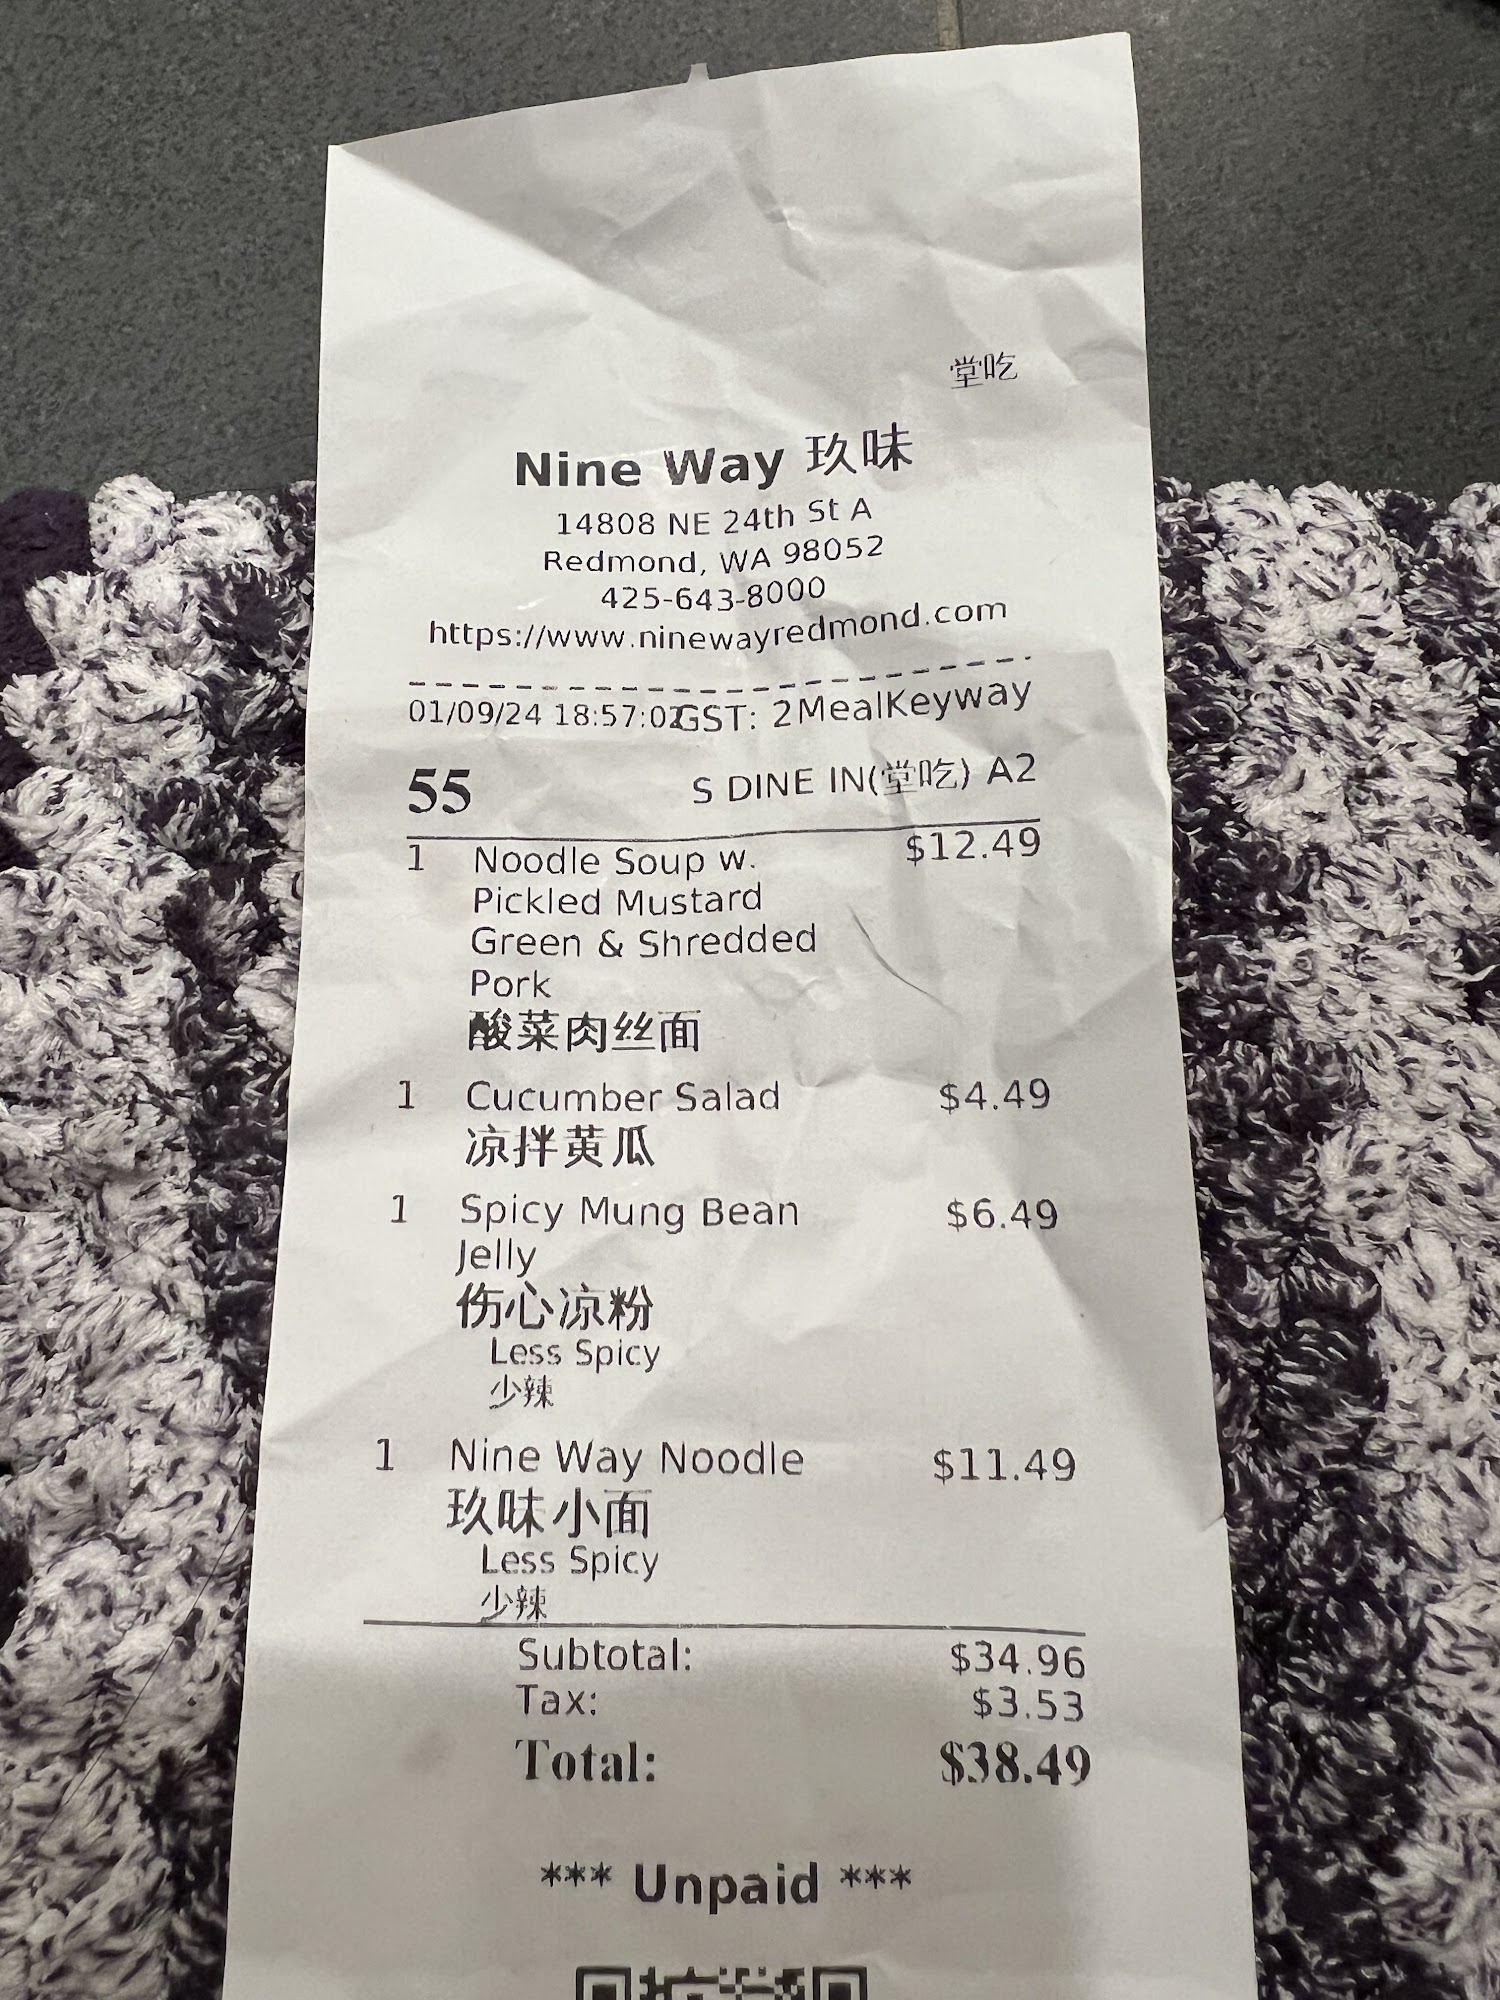 堂吃
Nine Way 玖味
14808 NE 24th St A
Redmond, WA 98052
425-643-8000
https://www.ninewayredmond.com
01/09/24 18:57:02 GST: 2MealKeyway
55 S DINE IN(堂吃) A2
1 Noodle Soup w. $12.49
Pickled Mustard
Green & Shredded
Pork
酸菜肉丝面
1 Cucumber Salad $4.49
凉拌黄瓜
1 Spicy Mung Bean $6.49
Jelly
伤心凉粉
Less Spicy
少辣
1 Nine Way Noodle $11.49
玖味小面
Less Spicy
少辣
Subtotal: $34.96
Tax: $3.53
Total: $38.49
*** Unpaid ***